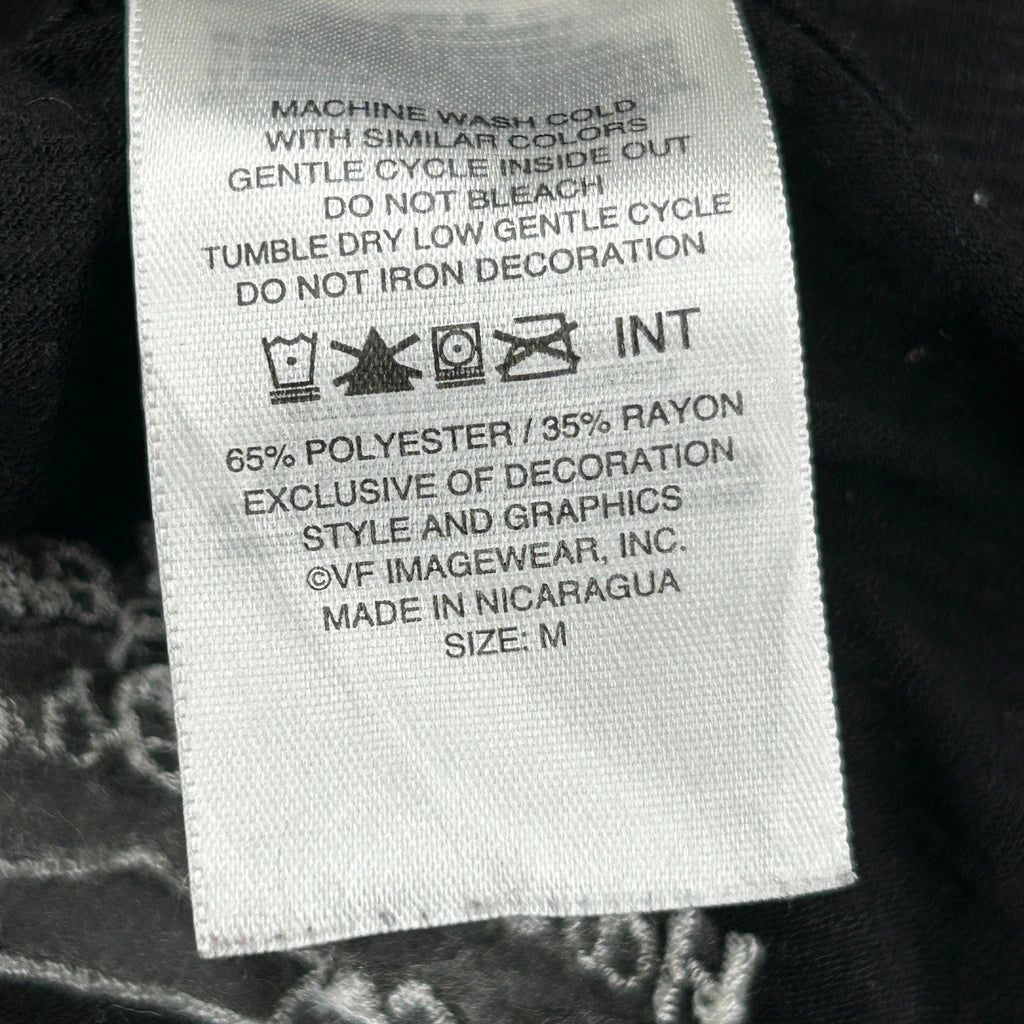 MACHINE WASH COLD
WITH SIMILAR COLORS
GENTLE CYCLE INSIDE OUT
DO NOT BLEACH
TUMBLE DRY LOW GENTLE CYCLE
DO NOT IRON DECORATION
INT
65% POLYESTER / 35% RAYON
EXCLUSIVE OF DECORATION
STYLE AND GRAPHICS
©VF IMAGEWEAR, INC.
MADE IN NICARAGUA
SIZE: M